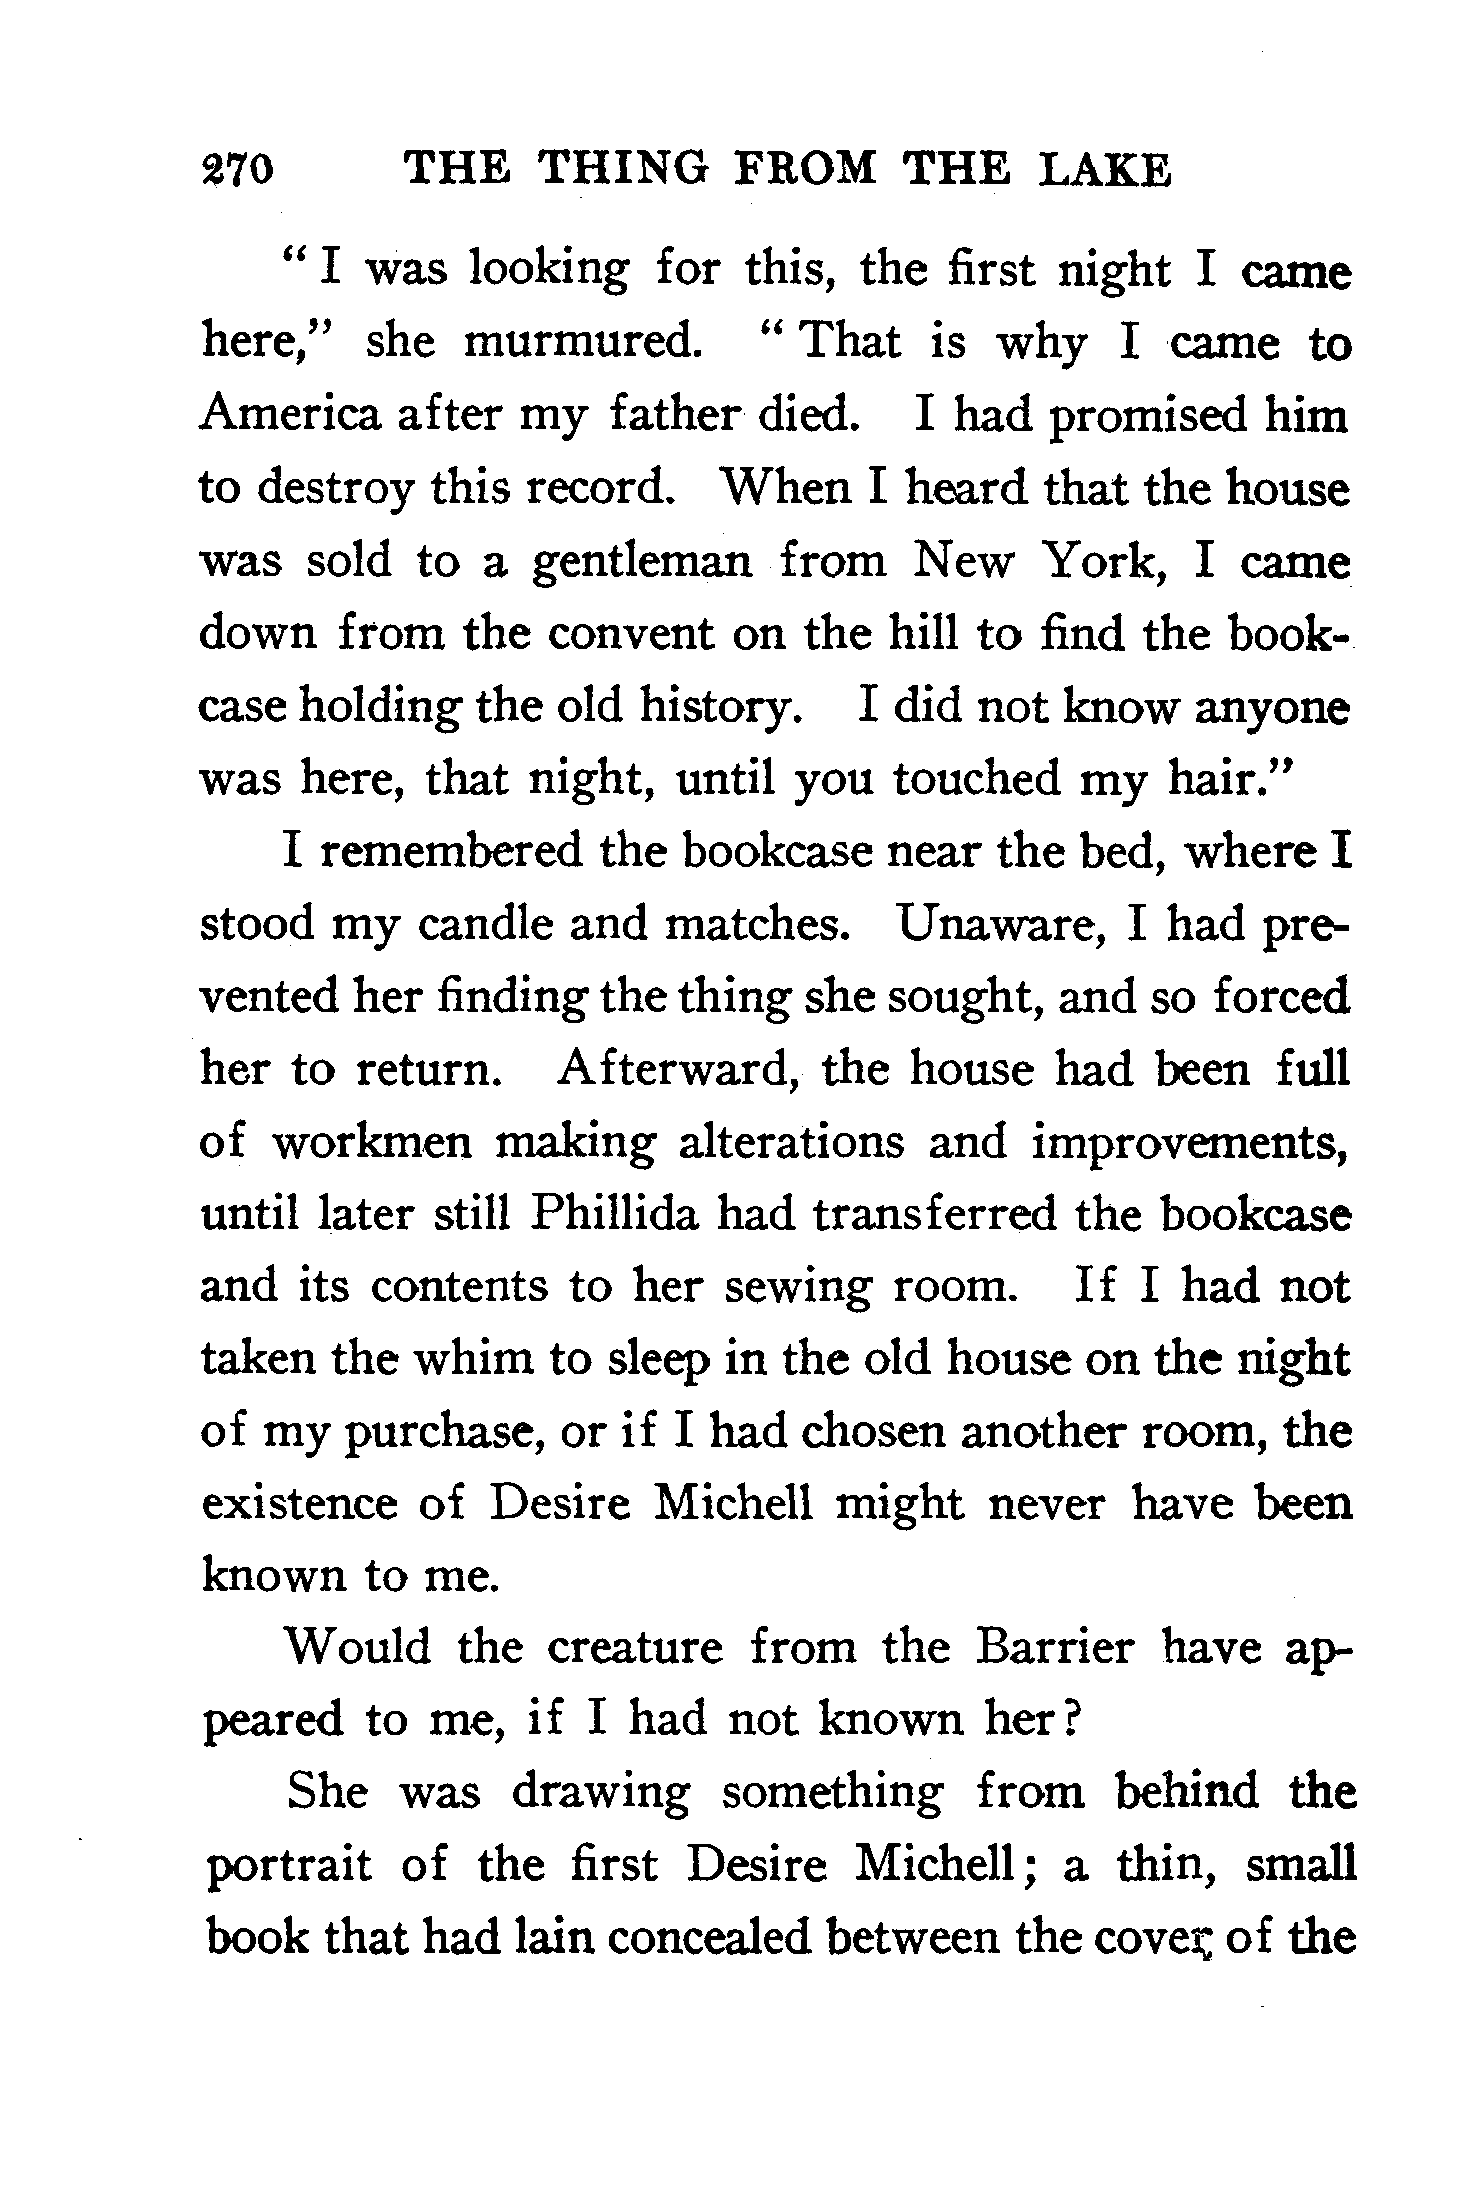 270 THE THING FROM THE LAKE
" I was looking for this, the first night I came
here," she murmured. " That is why I came to
America after my father died. I had promised him
to destroy this record. When I heard that the house
was sold to a gentleman from New York, I came
down from the convent on the hill to find the book-
case holding the old history. I did not know anyone
was here, that night, until you touched my hair."
I remembered the bookcase near the bed, where I
stood my candle and matches. Unaware, I had pre-
vented her finding the thing she sought, and so forced
her to return. Afterward, the house had been full
of workmen making alterations and improvements,
until later still Phillida had transferred the bookcase
and its contents to her sewing room. If I had not
taken the whim to sleep in the old house on the night
of my purchase, or if I had chosen another room, the
existence of Desire Michell might never have been
known to me.
Would the creature from the Barrier have ap-
peared to me, if I had not known her?
She was drawing something from behind the
portrait of the first Desire Michell; a thin, small
book that had lain concealed between the cover of the